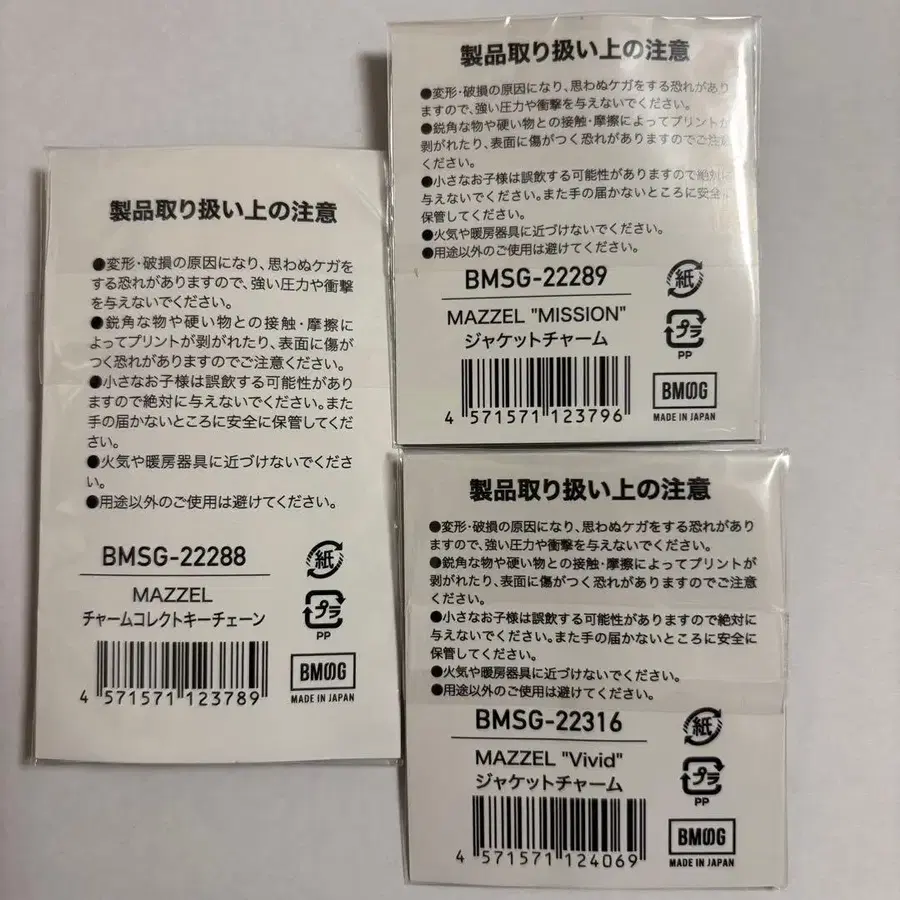 製品取り扱い上の注意
●変形・破損の原因になり、思わぬケガを
する恐れがありますので、強い圧力や衝撃
を与えないでください。
●鋭角な物や硬い物との接触・摩擦に
よってプリントが剥がれたり、表面に傷が
つく恐れがありますのでご注意ください。
●小さなお子様は誤飲する可能性があり
ますので絶対に与えないでください。また
手の届かないところに安全に保管してくだ
さい。
●火気や暖房器具に近づけないでくださ
い。
●用途以外のご使用は避けてください。
BMSG-22288
MAZZEL
チャームコレクトキーチェーン
4 571571 123789
紙
プラ
PP
BMSG
MADE IN JAPAN
製品取り扱い上の注意
●変形・破損の原因になり、思わぬケガをする恐れがあり
ますので、強い圧力や衝撃を与えないでください。
●鋭角な物や硬い物との接触・摩擦によってプリントが
剥がれたり、表面に傷がつく恐れがありますのでご注意
ください。
●小さなお子様は誤飲する可能性がありますので絶対に
与えないでください。また手の届かないところに安全に
保管してください。
●火気や暖房器具に近づけないでください。
●用途以外のご使用は避けてください。
BMSG-22289
MAZZEL "MISSION"
ジャケットチャーム
4 571571 123796
紙
プラ
PP
BMSG
MADE IN JAPAN
製品取り扱い上の注意
●変形・破損の原因になり、思わぬケガをする恐れがあり
ますので、強い圧力や衝撃を与えないでください。
●鋭角な物や硬い物との接触・摩擦によってプリントが
剥がれたり、表面に傷がつく恐れがありますのでご注意
ください。
●小さなお子様は誤飲する可能性がありますので絶対に
与えないでください。また手の届かないところに安全に
保管してください。
●火気や暖房器具に近づけないでください。
●用途以外のご使用は避けてください。
BMSG-22316
MAZZEL "Vivid"
ジャケットチャーム
4 571571 124069
紙
プラ
PP
BMSG
MADE IN JAPAN